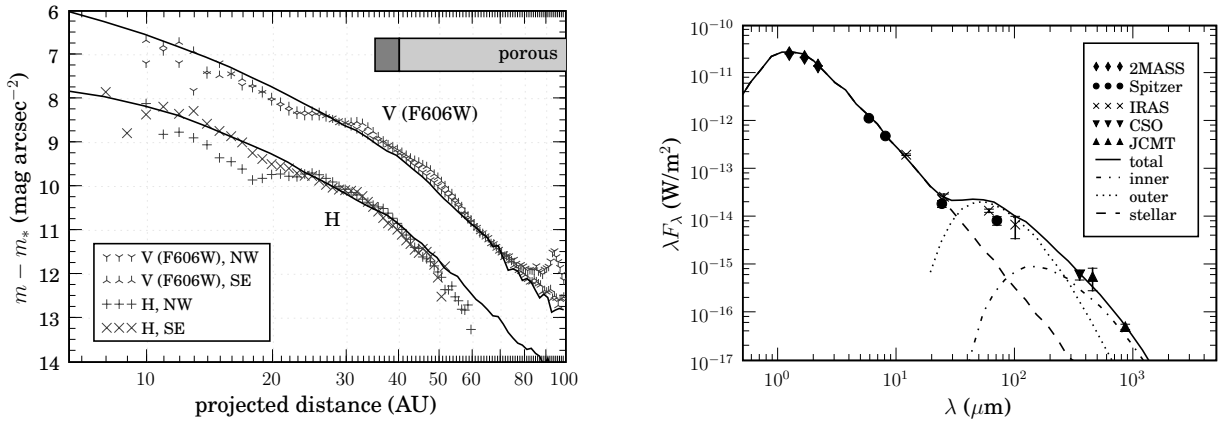 6
7
8
9
10
11
12
13
14
m − m* (mag arcsec−2)
porous
V (F606W)
H
V (F606W), NW
V (F606W), SE
H, NW
H, SE
10 20 30 40 50 60 80 100
projected distance (AU)
10−10
10−11
10−12
10−13
10−14
10−15
10−16
10−17
λFλ (W/m2)
2MASS
Spitzer
IRAS
CSO
JCMT
total
inner
outer
stellar
100 101 102 103
λ (μm)